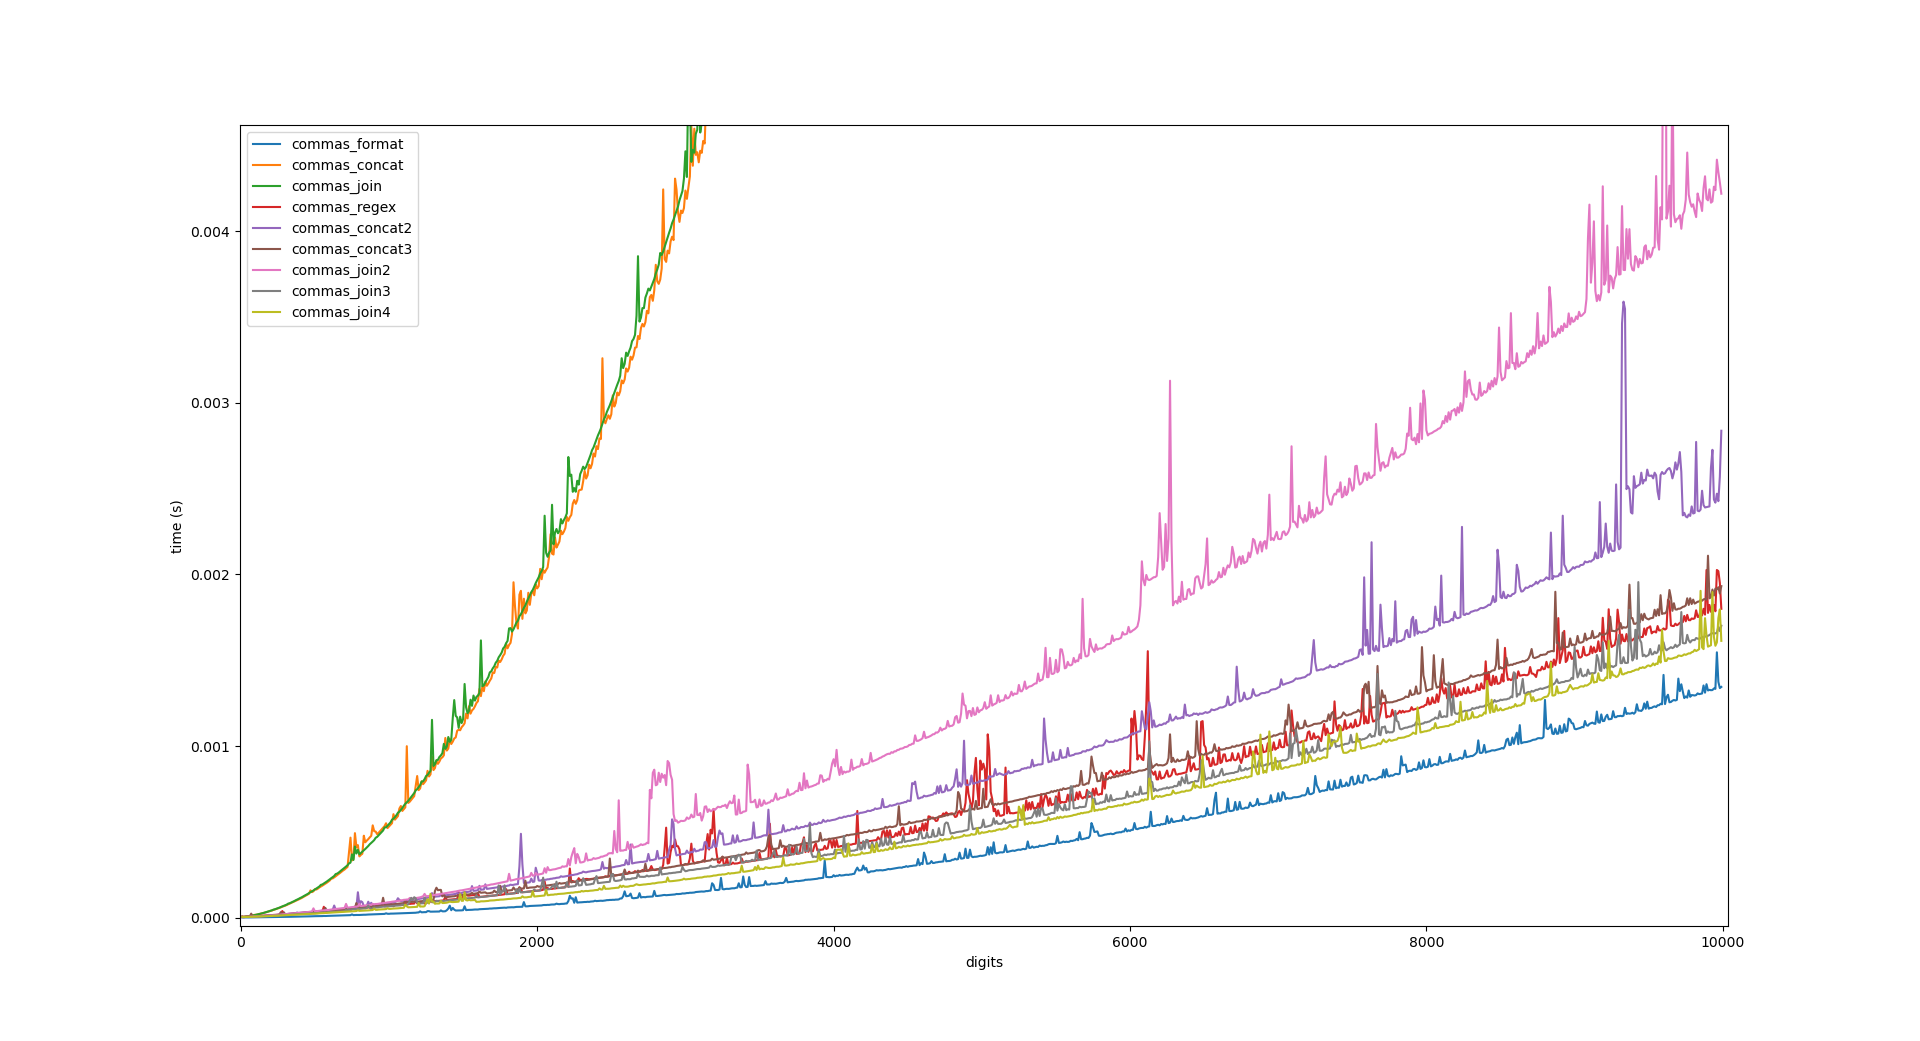 commas_format
commas_concat
commas_join
commas_regex
commas_concat2
commas_concat3
commas_join2
commas_join3
commas_join4
time (s)
0.004
0.003
0.002
0.001
0.000
0 2000 4000 6000 8000 10000
digits